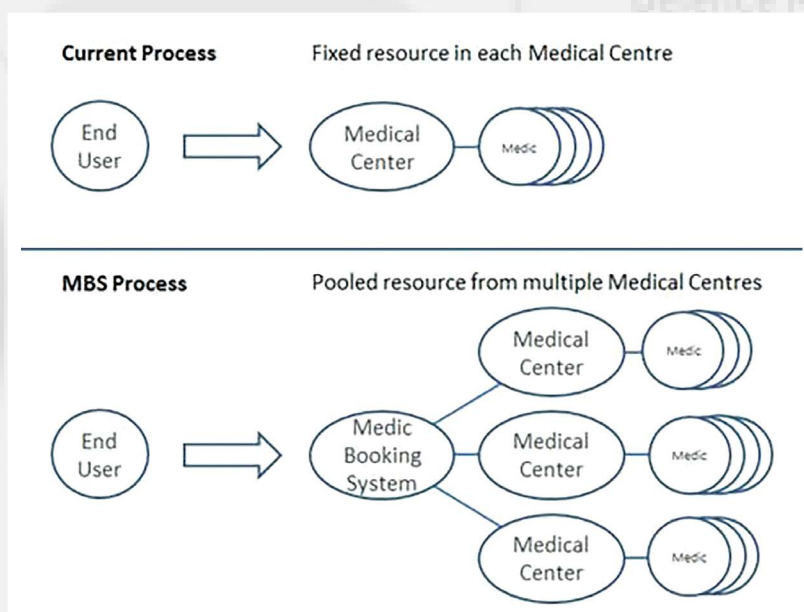 Current Process
Fixed resource in each Medical Centre
End
User
Medical
Center
Medic
MBS Process
Pooled resource from multiple Medical Centres
End
User
Medic
Booking
System
Medical
Center
Medic
Medical
Center
Medic
Medical
Center
Medic